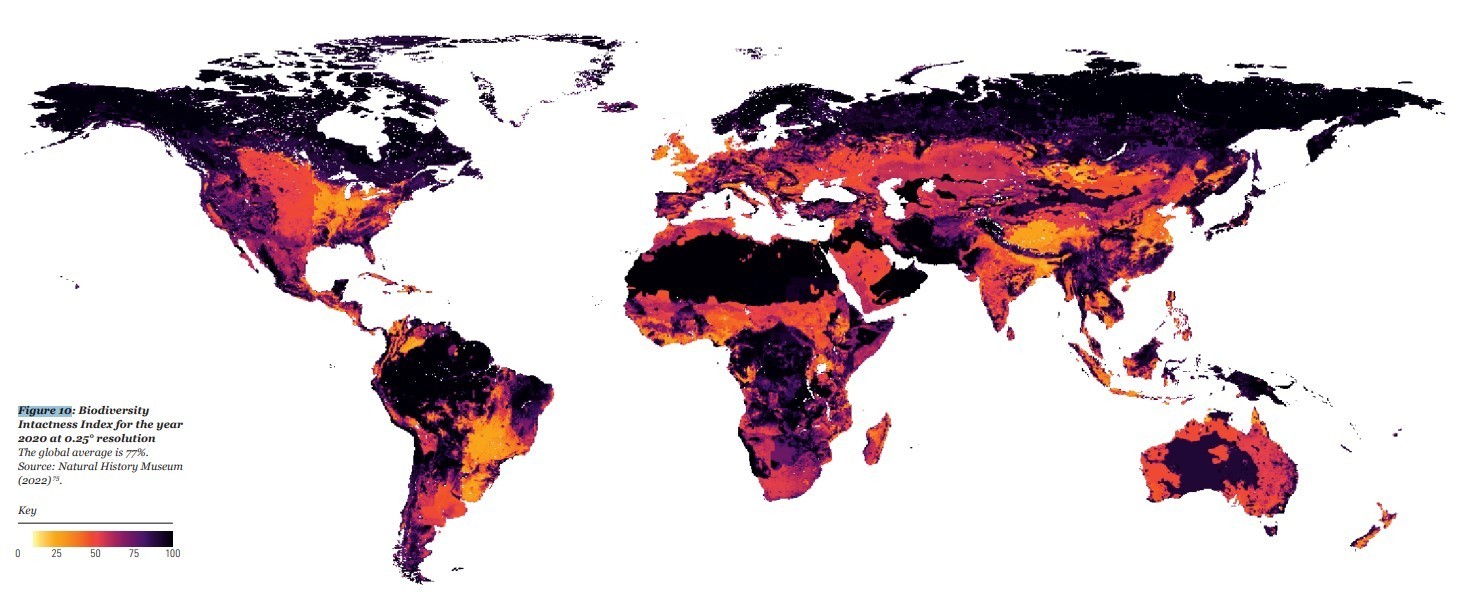 Figure 10: Biodiversity
Intactness Index for the year
2020 at 0.25° resolution
The global average is 77%.
Source: Natural History Museum
(2022)⁷⁵.
Key
0 25 50 75 100